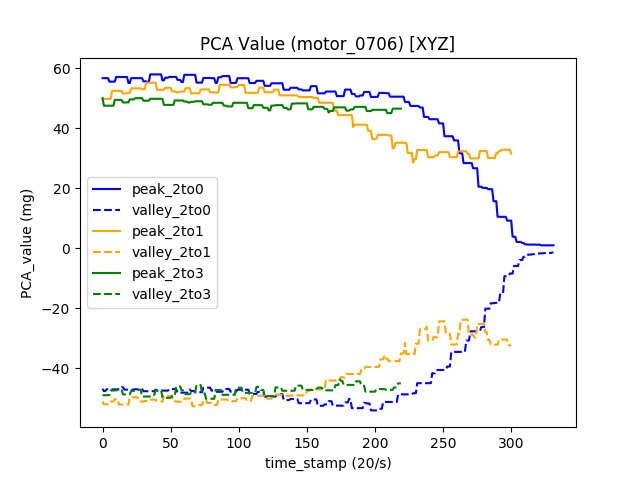 PCA Value (motor_0706) [XYZ]
PCA_value (mg)
60
40
20
0
−20
−40
peak_2to0
valley_2to0
peak_2to1
valley_2to1
peak_2to3
valley_2to3
0 50 100 150 200 250 300
time_stamp (20/s)